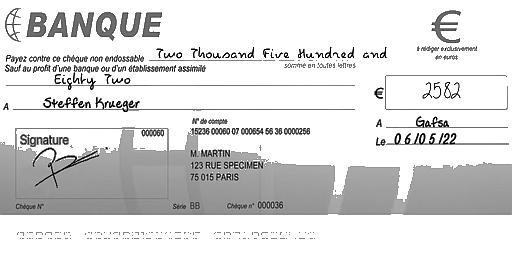 BANQUE
€
à rédiger exclusivement
en euros
Payez contre ce chèque non endossable Two Thousand Five Hundred and
Sauf au profit d'une banque ou d'un établissement assimilé
somme en toutes lettres
Eighty Two
€ 2582
A Steffen Krueger
A Gafsa
Le 06/05/22
Signature
000060
N° de compte
15236 00060 07 000654 56 36 0000256
M. MARTIN
123 RUE SPECIMEN
75 015 PARIS
Chèque N°
Série BB
Chèque n° 000036